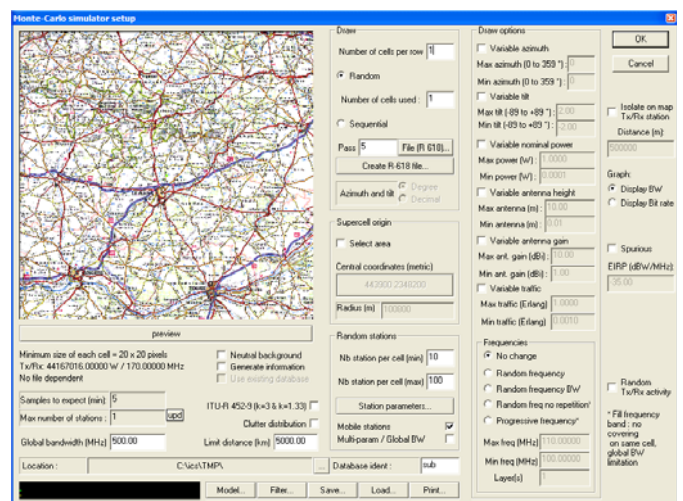 Monte-Carlo simulator setup
preview
Minimum size of each cell = 20 x 20 pixels
Tx/Rx: 44167016.00000 W / 170.00000 MHz
No file dependent
Neutral background
Generate information
Use existing database
Samples to expect (min): 5
Max number of stations : 1
upd
ITU-R 452-9 (k=3 & k=1.33)
Clutter distribution
Global bandwidth (MHz) 500.00
Limit distance (km) 5000.00
Location : C:\ics\TMP\ ... Database ident : sub
Model... Filter... Save... Load... Print...
Draw
Number of cells per row 1
Random
Number of cells used : 1
Sequential
Pass 5 File (R 618)...
Create R-618 file...
Azimuth and tilt
Degree
Decimal
Supercell origin
Select area
Central coordinates (metric)
443900 2348200
Radius (m) 100800
Random stations
Nb station per cell (min) 10
Nb station per cell (max) 100
Station parameters...
Mobile stations
Multi-param / Global BW
Draw options
Variable azimuth
Max azimuth (0 to 359 °) : 0
Min azimuth (0 to 359 °) : 0
Variable tilt
Max tilt (-89 to +89 °) : 2.00
Min tilt (-89 to +89 °) : -2.00
Variable nominal power
Max power (W) : 1.0000
Min power (W) : 0.0001
Variable antenna height
Max antenna (m) : 10.00
Min antenna (m) : 0.01
Variable antenna gain
Max ant. gain (dBi) : 10.00
Min ant. gain (dBi) : 1.00
Variable traffic
Max traffic (Erlang) 1.0000
Min traffic (Erlang) 0.0010
Frequencies
No change
Random frequency
Random frequency BW
Random freq no repetition*
Progressive frequency*
Max freq (MHz) 110.00000
Min freq (MHz) 100.00000
Layer(s) 1
OK
Cancel
Isolate on map
Tx/Rx station
Distance (m):
500000
Graph:
Display BW
Display Bit rate
Spurious
EIRP (dBW/MHz):
-35.00
Random
Tx/Rx activity
* Fill frequency
band : no
covering
on same cell,
global BW
limitation